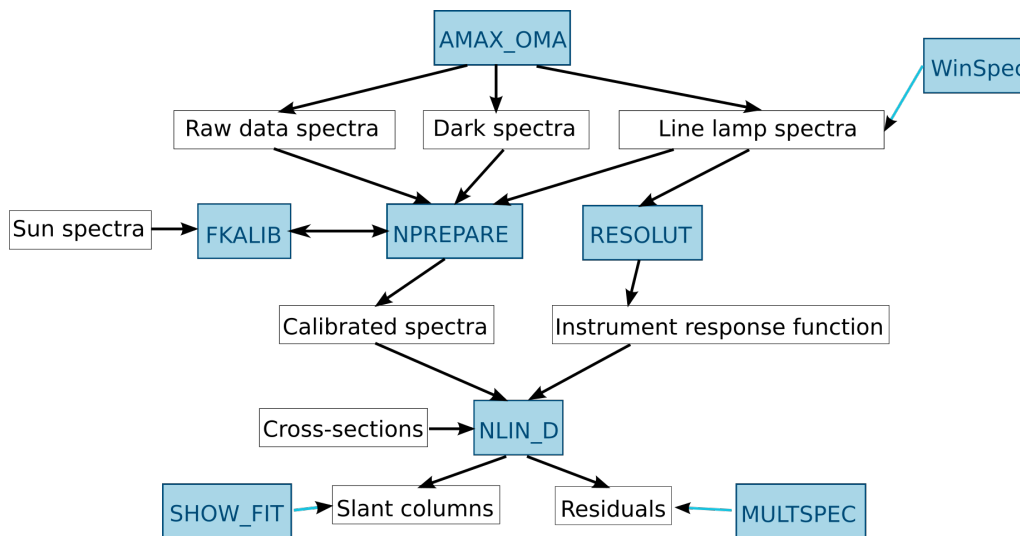 AMAX_OMA
WinSpec
Raw data spectra
Dark spectra
Line lamp spectra
Sun spectra
FKALIB
NPREPARE
RESOLUT
Calibrated spectra
Instrument response function
Cross-sections
NLIN_D
SHOW_FIT
Slant columns
Residuals
MULTSPEC